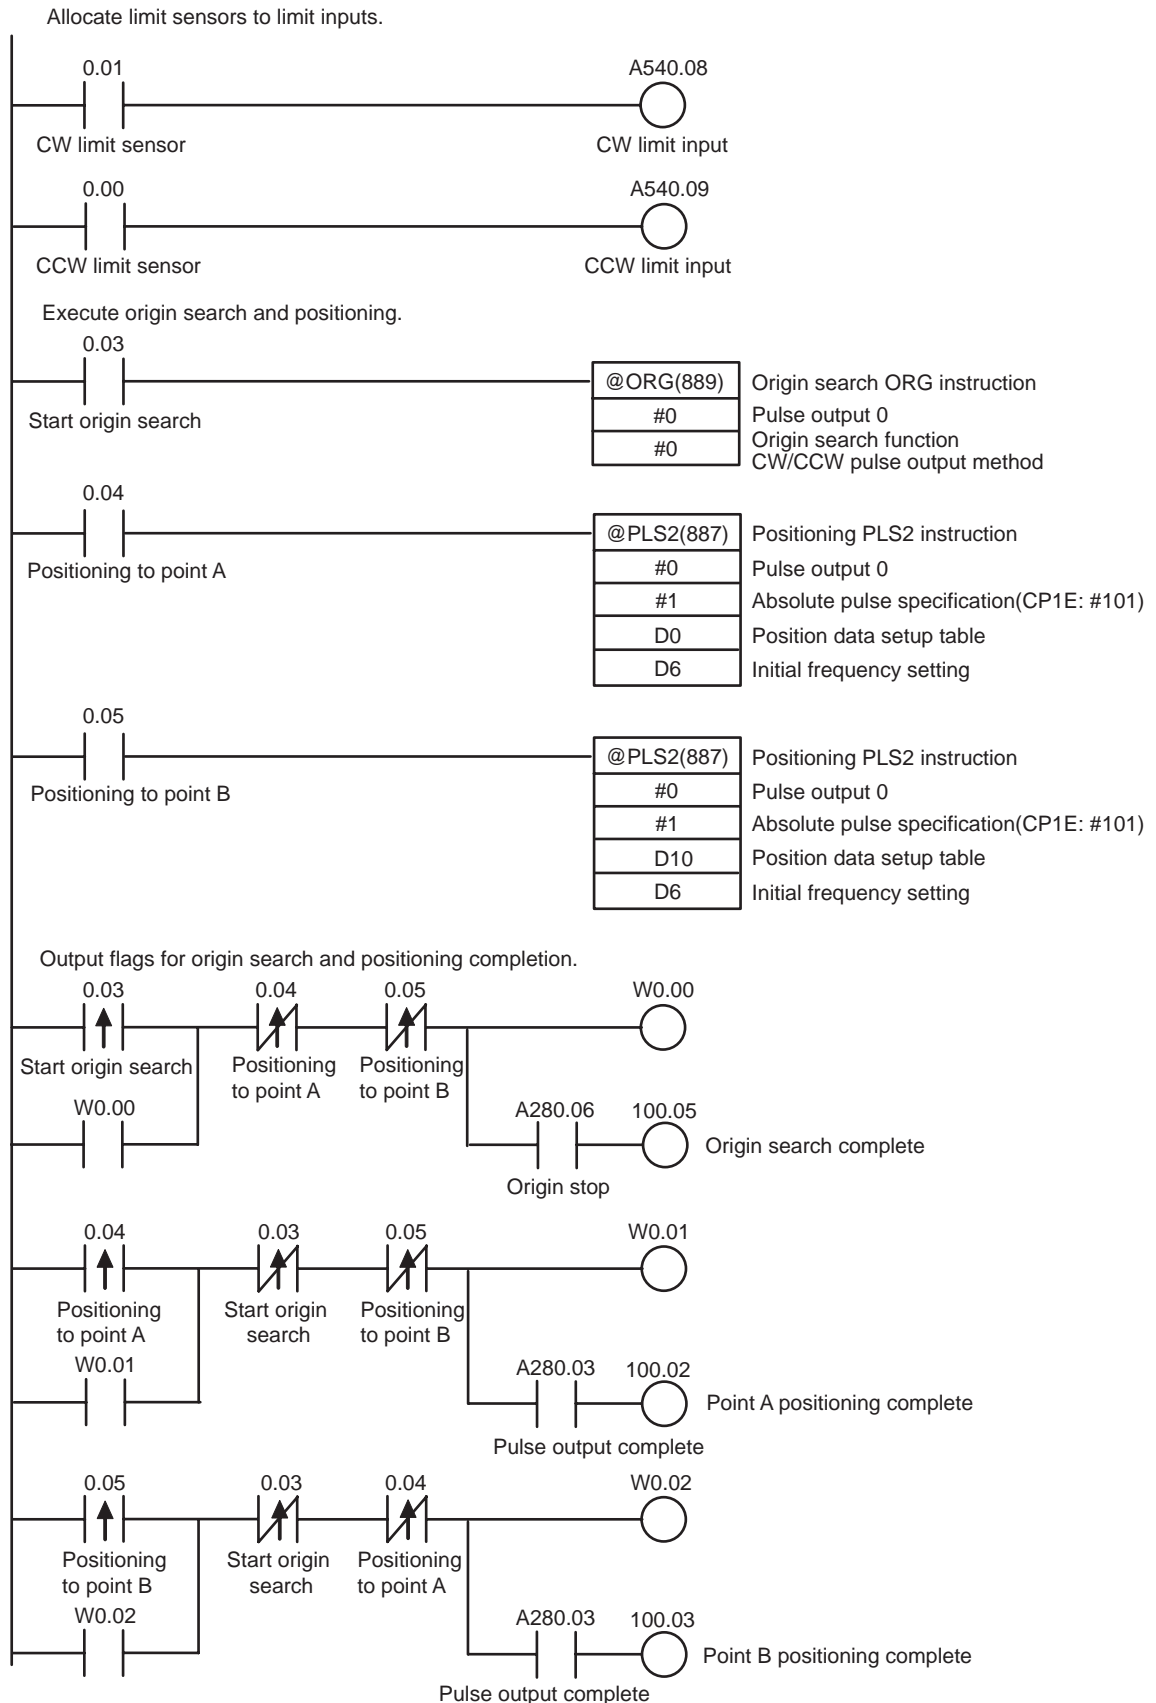 Allocate limit sensors to limit inputs.
0.01 A540.08
CW limit sensor CW limit input
0.00 A540.09
CCW limit sensor CCW limit input
Execute origin search and positioning.
0.03
@ORG(889) Origin search ORG instruction
Start origin search #0 Pulse output 0
#0 Origin search function
CW/CCW pulse output method
0.04
@PLS2(887) Positioning PLS2 instruction
Positioning to point A #0 Pulse output 0
#1 Absolute pulse specification(CP1E: #101)
D0 Position data setup table
D6 Initial frequency setting
0.05
@PLS2(887) Positioning PLS2 instruction
Positioning to point B #0 Pulse output 0
#1 Absolute pulse specification(CP1E: #101)
D10 Position data setup table
D6 Initial frequency setting
Output flags for origin search and positioning completion.
0.03 0.04 0.05 W0.00
Start origin search Positioning Positioning
to point A to point B
W0.00 A280.06 100.05
Origin search complete
Origin stop
0.04 0.03 0.05 W0.01
Positioning Start origin Positioning
to point A search to point B
W0.01 A280.03 100.02
Point A positioning complete
Pulse output complete
0.05 0.03 0.04 W0.02
Positioning Start origin Positioning
to point B search to point A
W0.02 A280.03 100.03
Point B positioning complete
Pulse output complete